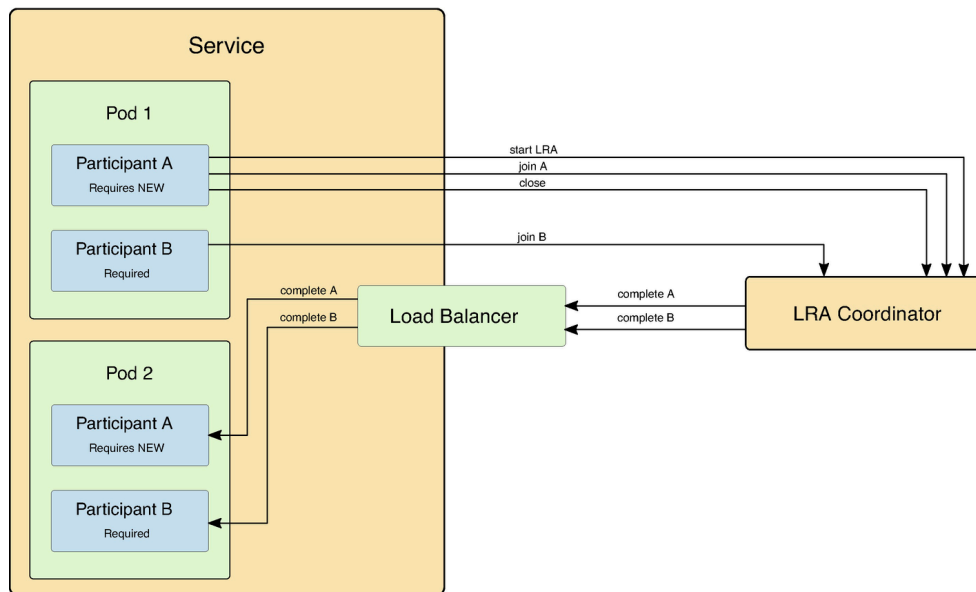 Service
Pod 1
Participant A
Requires NEW
Participant B
Required
start LRA
join A
close
join B
complete A
complete B
Load Balancer
complete A
complete B
LRA Coordinator
Pod 2
Participant A
Requires NEW
Participant B
Required